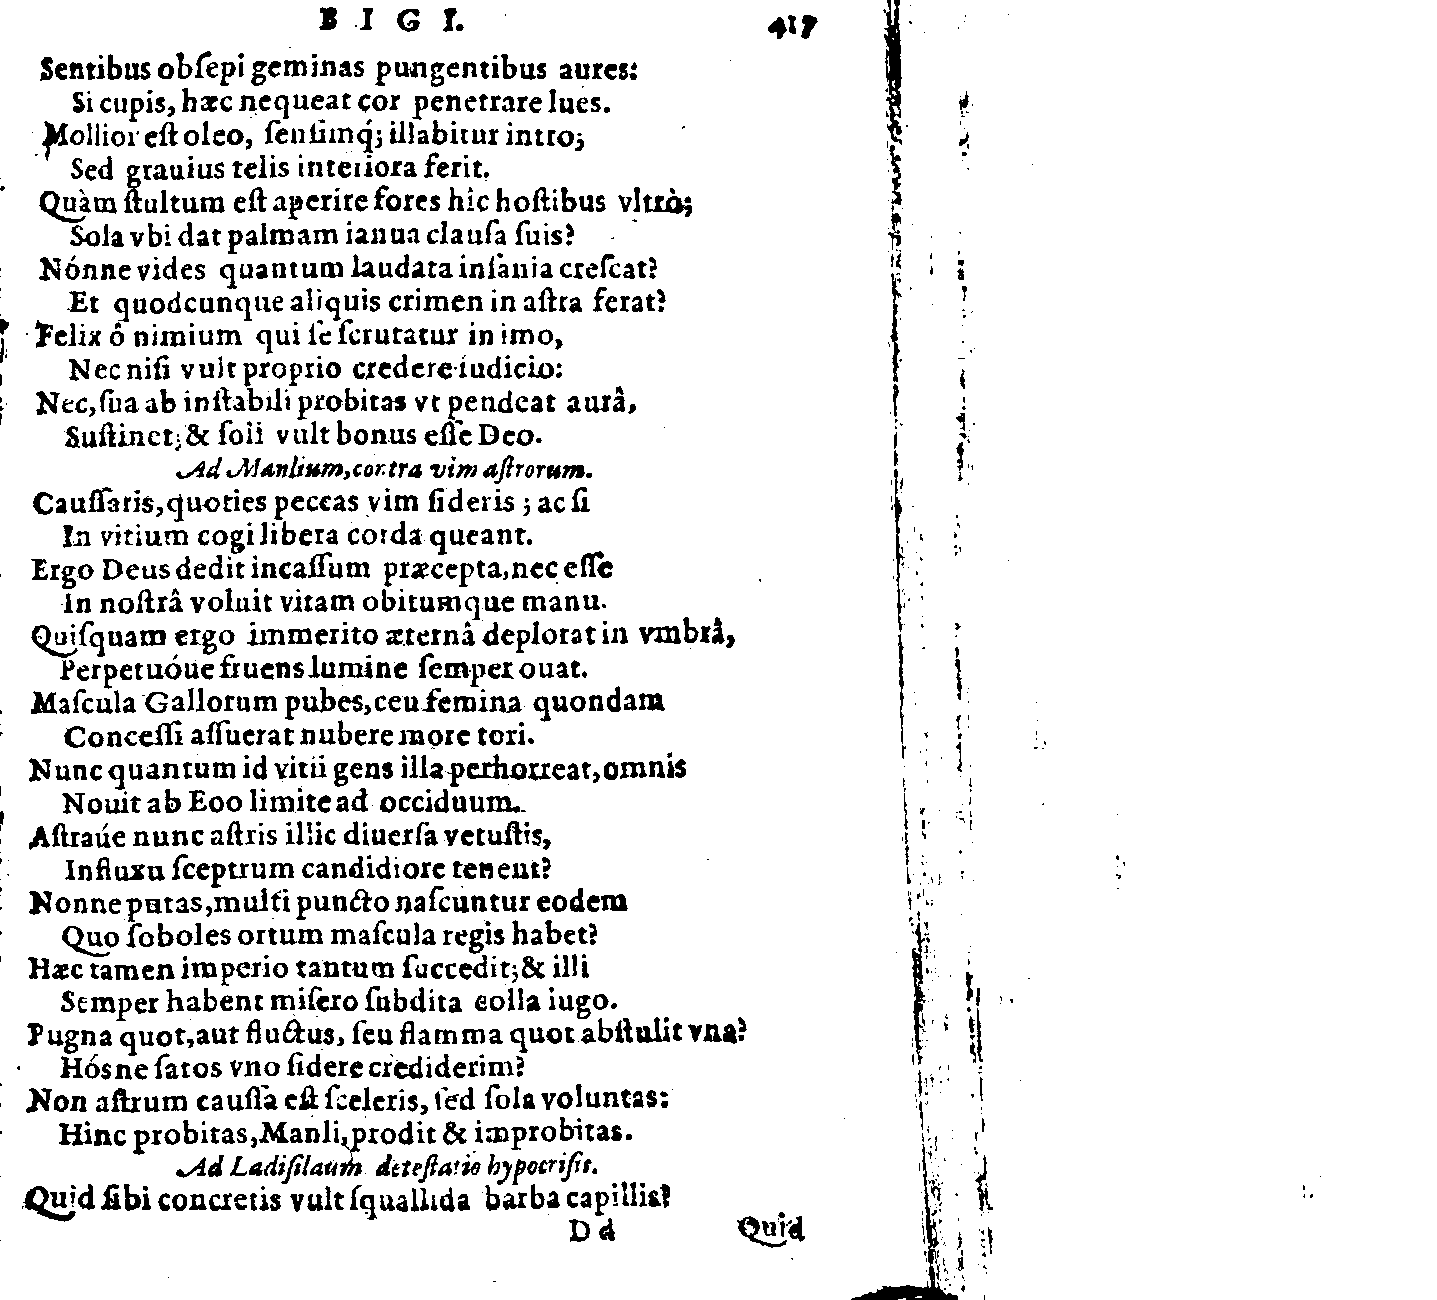 BIGI. 417
Sentibus obſepi geminas pungentibus aures:
Si cupis, hæc nequeat cor penetrare lues.
Mollior eſt oleo, ſenſimq́; illabitur intro;
Sed grauius telis interiora ferit.
Quàm ſtultum eſt aperire fores hîc hoſtibus vltrò;
Sola vbi dat palmam ianua clauſa ſuis?
Nónne vides quantum laudata inſania creſcat?
Et quodcunque aliquis crimen in aſtra ferat?
Felix ô nimium qui ſe ſcrutatur in imo,
Nec niſi vult proprio credere iudicio:
Nec, ſua ab inſtabili probitas vt pendeat aurâ,
Suſtinet; & ſoli vult bonus eſſe Deo.
Ad Manlium, contra vim aſtrorum.
Cauſſaris, quoties peccas vim ſideris ; ac ſi
In vitium cogi libera corda queant.
Ergo Deus dedit incaſſum præcepta, nec eſſe
In noſtrâ voluit vitam obitumque manu.
Quiſquam ergo immerito æternâ deplorat in vmbrâ,
Perpetuóue fruens lumine ſemper ouat.
Maſcula Gallorum pubes, ceu femina quondam
Conceſſi aſſuerat nubere more tori.
Nunc quantum id vitii gens illa perhorreat, omnis
Nouit ab Eoo limite ad occiduum.
Aſtraúe nunc aſtris illic diuerſa vetuſtis,
Influxu ſceptrum candidiore tenent?
Nonne putas, multi puncto naſcuntur eodem
Quo ſoboles ortum maſcula regis habet?
Hæc tamen imperio tantum ſuccedit; & illi
Semper habent miſero ſubdita colla iugo.
Pugna quot, aut fluctus, ſeu flamma quot abſtulit vna?
Hósne ſatos vno ſidere crediderim?
Non aſtrum cauſſa eſt ſceleris, ſed ſola voluntas:
Hinc probitas, Manli, prodit & improbitas.
Ad Ladiſilaum deteſtatio hypocriſis.
Quid ſibi concretis vult ſquallida barba capillis?
Dd Quid